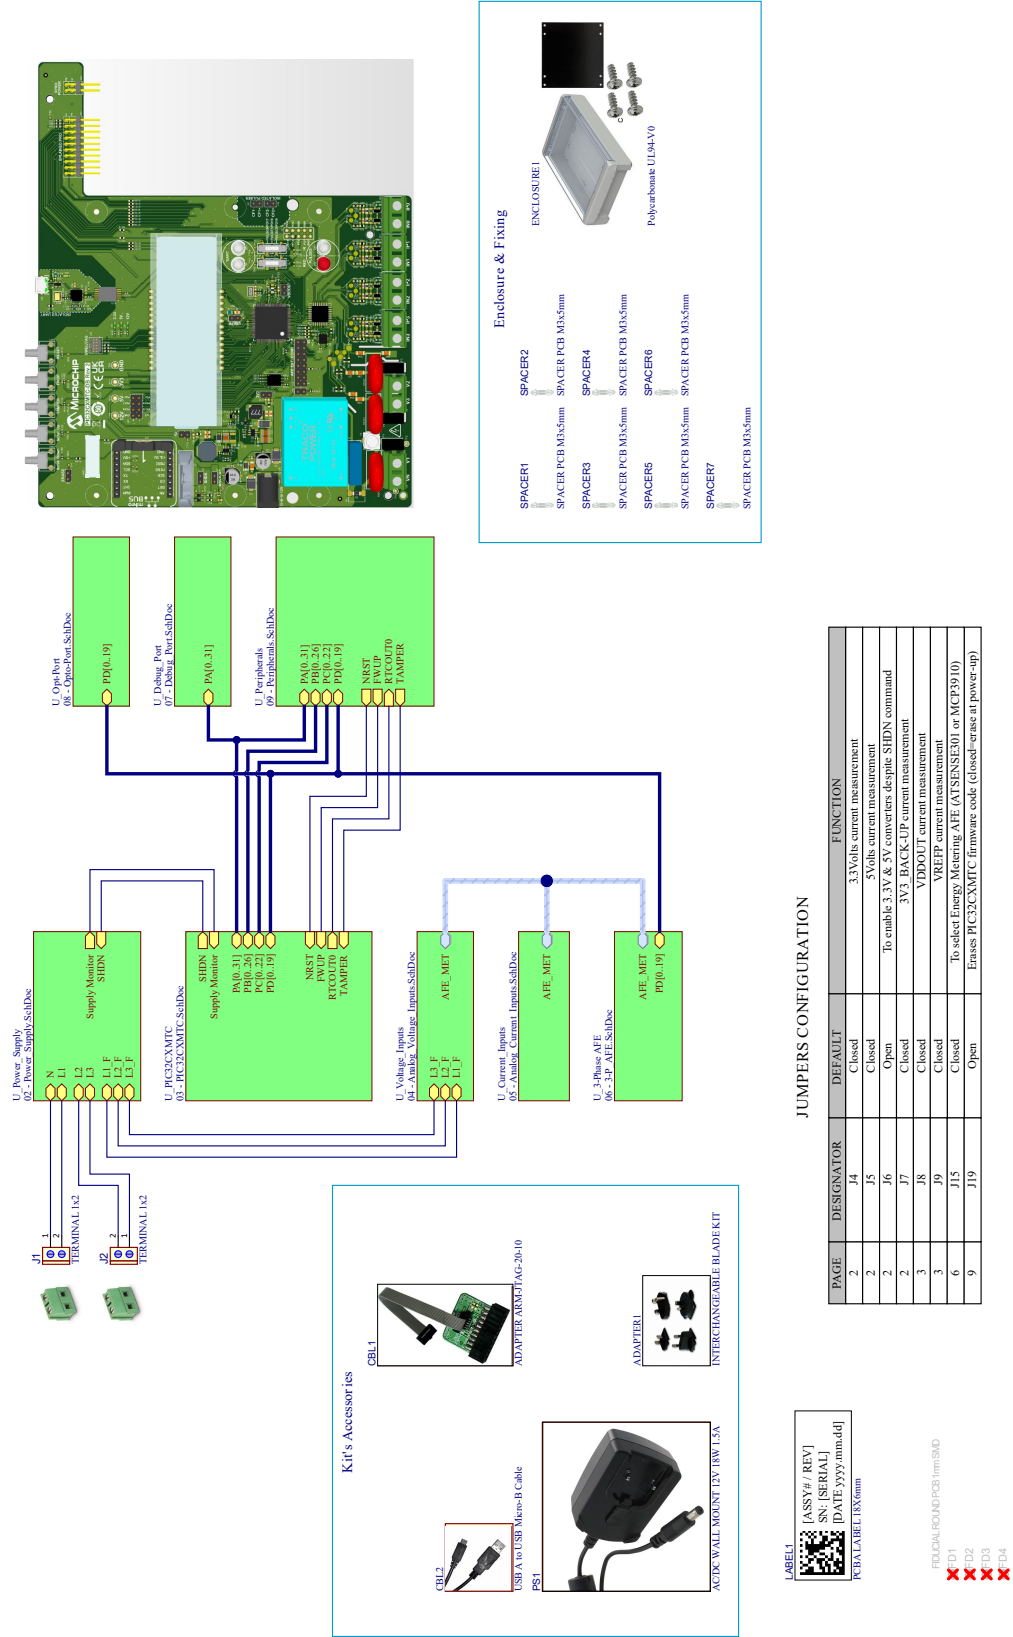 J1
1
2
TERMINAL 1x2
J2
2
1
TERMINAL 1x2
U_Power_Supply
02 - Power_Supply.SchDoc
N
L1
L2
L3
L1_F
L2_F
L3_F
Supply Monitor
SHDN
U_PIC32CXMTC
03 - PIC32CXMTC.SchDoc
SHDN
Supply Monitor
PA[0..31]
PB[0..26]
PC[0..22]
PD[0..19]
NRST
FWUP
RTCOUT0
TAMPER
U_Voltage_Inputs
04 - Analog_Voltage_Inputs.SchDoc
L3_F
L2_F
L1_F
AFE_MET
U_Current_Inputs
05 - Analog_Current_Inputs.SchDoc
AFE_MET
U_3-Phase AFE
06 - 3-P_AFE.SchDoc
AFE_MET
PD[0..19]
U_Opt-Port
08 - Opto-Port.SchDoc
PD[0..19]
U_Debug_Port
07 - Debug_Port.SchDoc
PA[0..31]
U_Peripherals
09 - Peripherals.SchDoc
PA[0..31]
PB[0..26]
PC[0..22]
PD[0..19]
NRST
FWUP
RTCOUT0
TAMPER
MICROCHIP
mikro
BUS
TRACO
POWER
Kit's Accessories
CBL1
ADAPTER ARM-JTAG-20-10
CBL2
USB A to USB Micro-B Cable
ADAPTER1
INTERCHANGEABLE BLADE KIT
PS1
AC/DC WALL MOUNT 12V 18W 1.5A
Enclosure & Fixing
SPACER1
SPACER PCB M3x5mm
SPACER2
SPACER PCB M3x5mm
SPACER3
SPACER PCB M3x5mm
SPACER4
SPACER PCB M3x5mm
SPACER5
SPACER PCB M3x5mm
SPACER6
SPACER PCB M3x5mm
SPACER7
SPACER PCB M3x5mm
ENCLOSURE1
Polycarbonate UL94-V0
JUMPERS CONFIGURATION
PAGE DESIGNATOR DEFAULT FUNCTION
2 J4 Closed 3.3Volts current measurement
2 J5 Closed 5Volts current measurement
2 J6 Open To enable 3.3V & 5V converters despite SHDN command
2 J7 Closed 3V3_BACK-UP current measurement
3 J8 Closed VDDOUT current measurement
3 J9 Closed VREFP current measurement
6 J15 Closed To select Energy Metering AFE (ATSENSE301 or MCP3910)
9 J19 Open Erases PIC32CXMTC firmware code (closed=erase at power-up)
LABEL1
[ASSY# / REV]
SN: [SERIAL]
[DATE yyyy.mm.dd]
PCBA LABEL 18X6mm
FIDUCIAL ROUND PCB 1mm SMD
FD1
FD2
FD3
FD4